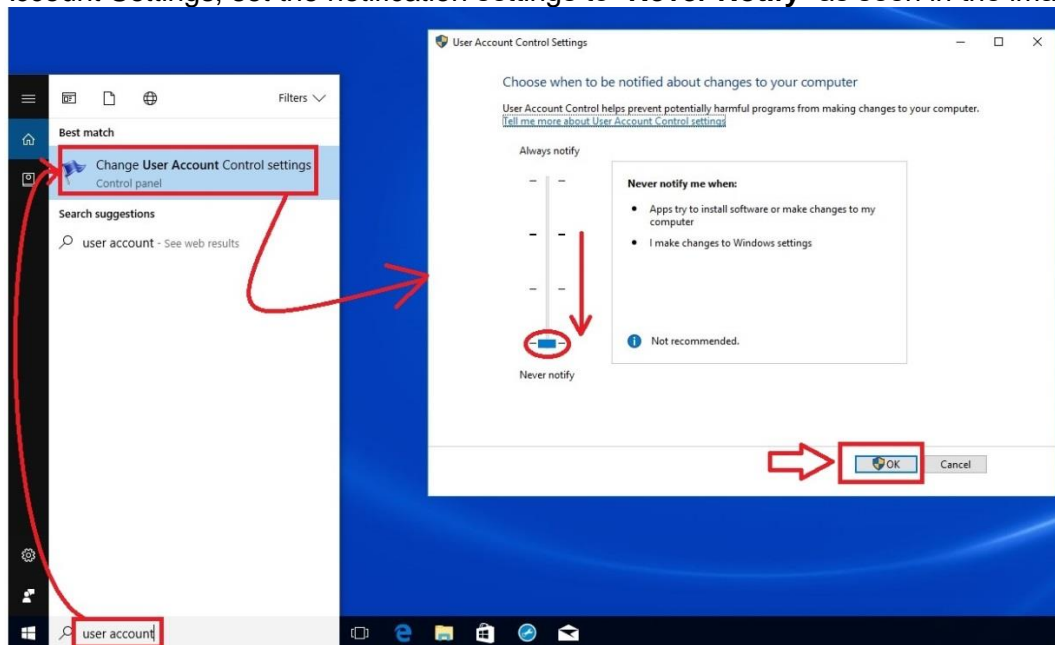 ccount Settings, set the notification settings to "Never Notify" as seen in the ima
Filters
Best match
Change User Account Control settings
Control panel
Search suggestions
user account - See web results
user account
User Account Control Settings
Choose when to be notified about changes to your computer
User Account Control helps prevent potentially harmful programs from making changes to your computer.
Tell me more about User Account Control settings
Always notify
Never notify me when:
• Apps try to install software or make changes to my
computer
• I make changes to Windows settings
Not recommended.
Never notify
OK
Cancel